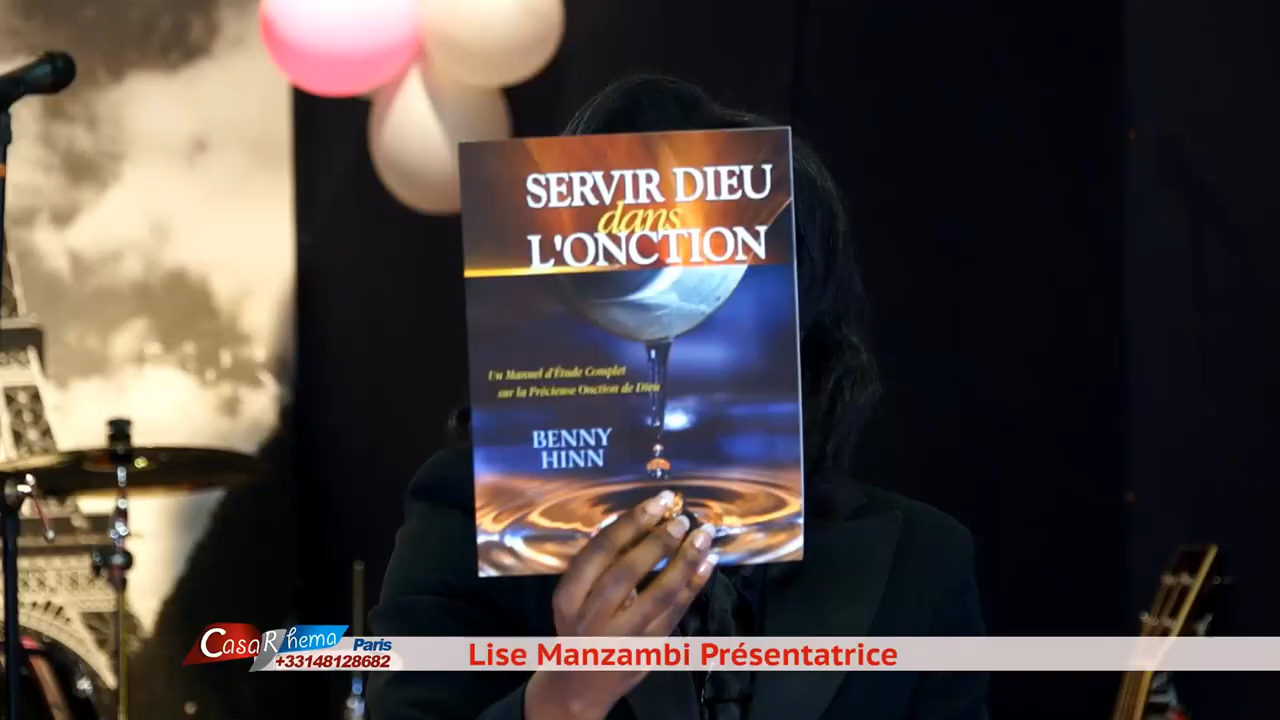 SERVIR DIEU
dans
L'ONCTION
Un Manuel d'Étude Complet
sur la Précieuse Onction de Dieu
BENNY
HINN
CasaRhema Paris
+33148128682
Lise Manzambi Présentatrice